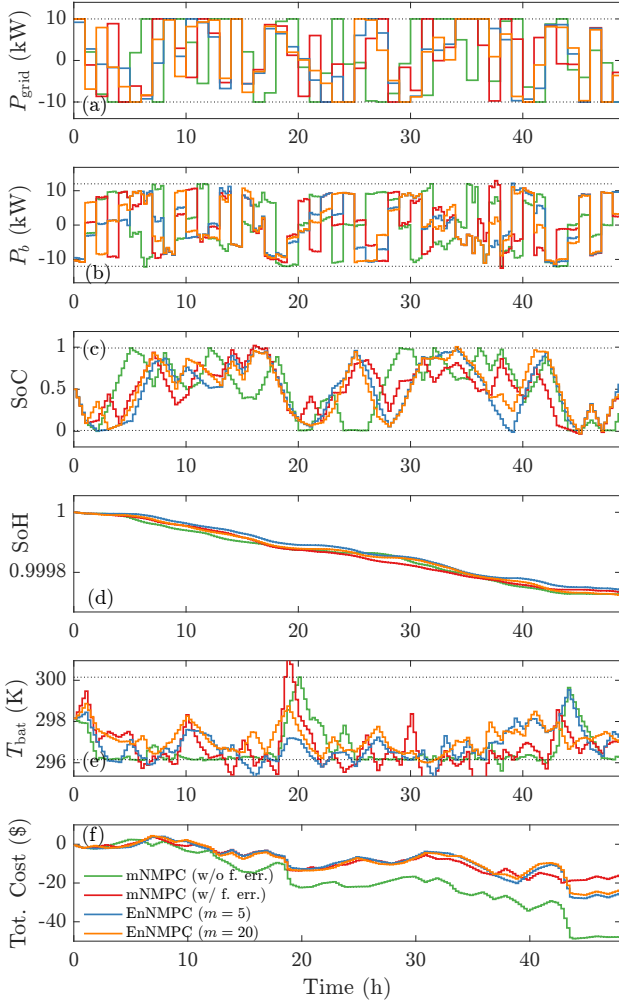 P_grid (kW)
10
0
-10
(a)
0 10 20 30 40
P_b (kW)
10
0
-10
(b)
0 10 20 30 40
SoC
1
0.5
0
(c)
0 10 20 30 40
SoH
1
0.9998
(d)
0 10 20 30 40
T_bat (K)
300
298
296
(e)
0 10 20 30 40
Tot. Cost ($)
0
-20
-40
(f)
mNMPC (w/o f. err.)
mNMPC (w/ f. err.)
EnNMPC (m = 5)
EnNMPC (m = 20)
0 10 20 30 40
Time (h)